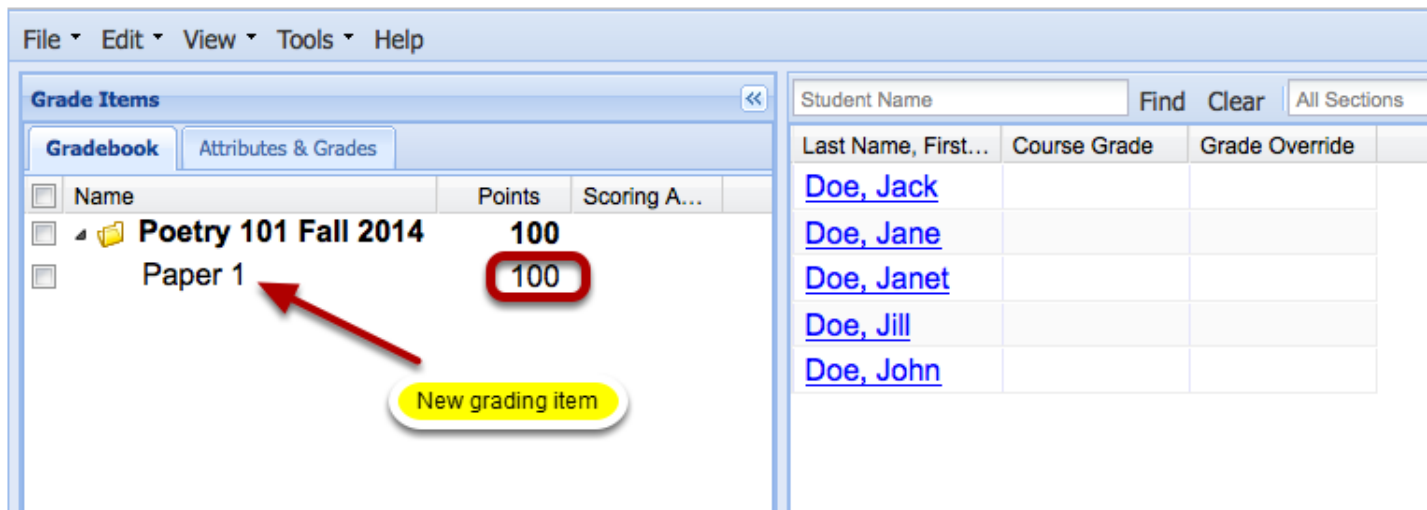 File Edit View Tools Help
Grade Items
Gradebook Attributes & Grades
Name Points Scoring A...
Poetry 101 Fall 2014 100
Paper 1 100
New grading item
Student Name Find Clear All Sections
Last Name, First... Course Grade Grade Override
Doe, Jack
Doe, Jane
Doe, Janet
Doe, Jill
Doe, John